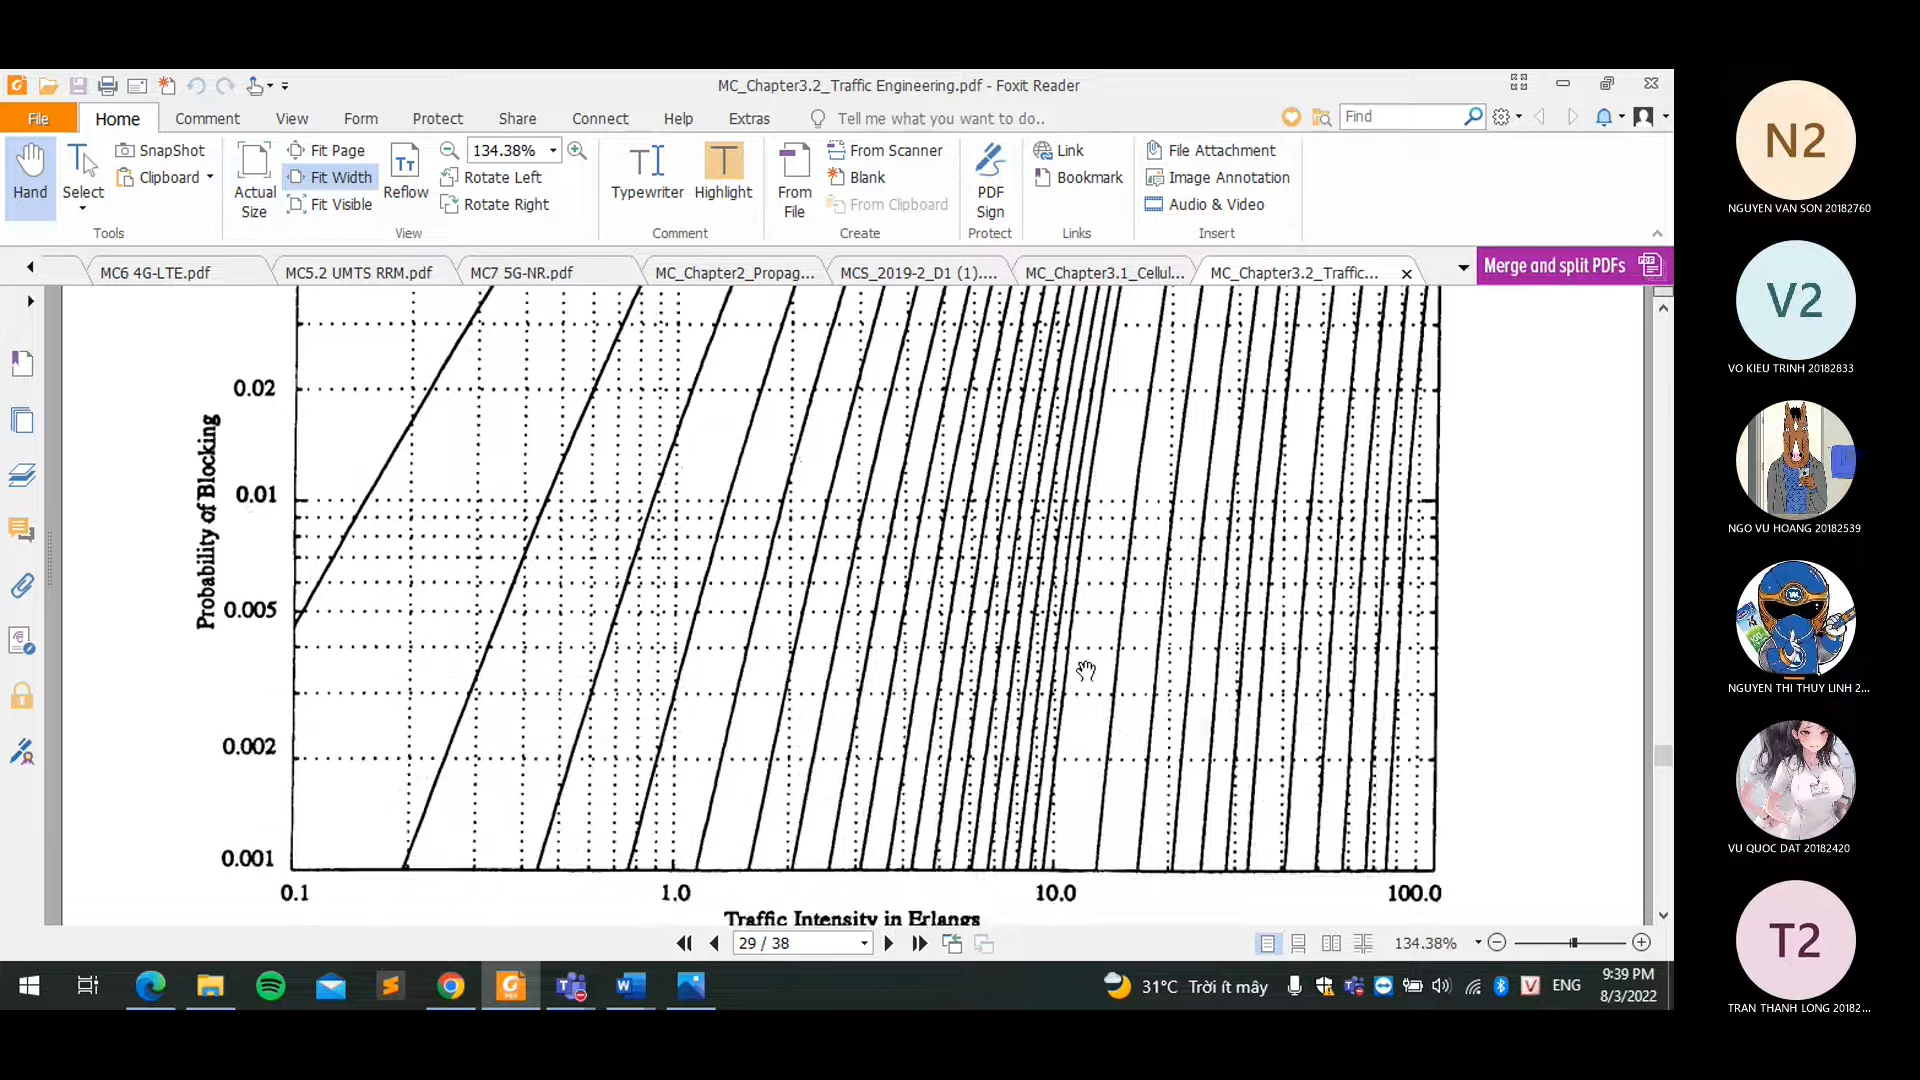 MC_Chapter3.2_Traffic Engineering.pdf - Foxit Reader
File
Home
Comment
View
Form
Protect
Share
Connect
Help
Extras
Tell me what you want to do..
Find
Hand
Select
SnapShot
Clipboard
Tools
Actual Size
Fit Page
Fit Width
Fit Visible
Reflow
134.38%
Rotate Left
Rotate Right
View
Typewriter
Highlight
Comment
From File
From Scanner
Blank
From Clipboard
Create
PDF Sign
Protect
Link
Bookmark
Links
File Attachment
Image Annotation
Audio & Video
Insert
MC6 4G-LTE.pdf
MC5.2 UMTS RRM.pdf
MC7 5G-NR.pdf
MC_Chapter2_Propag...
MCS_2019-2_D1 (1)....
MC_Chapter3.1_Cellul...
MC_Chapter3.2_Traffic...
Merge and split PDFs
Probability of Blocking
0.02
0.01
0.005
0.002
0.001
0.1
1.0
10.0
100.0
Traffic Intensity in Erlangs
29 / 38
134.38%
31°C Trời ít mây
ENG
9:39 PM
8/3/2022
N2
NGUYEN VAN SON 20182760
V2
VO KIEU TRINH 20182833
NGO VU HOANG 20182539
NGUYEN THI THUY LINH 2...
VU QUOC DAT 20182420
T2
TRAN THANH LONG 20182...